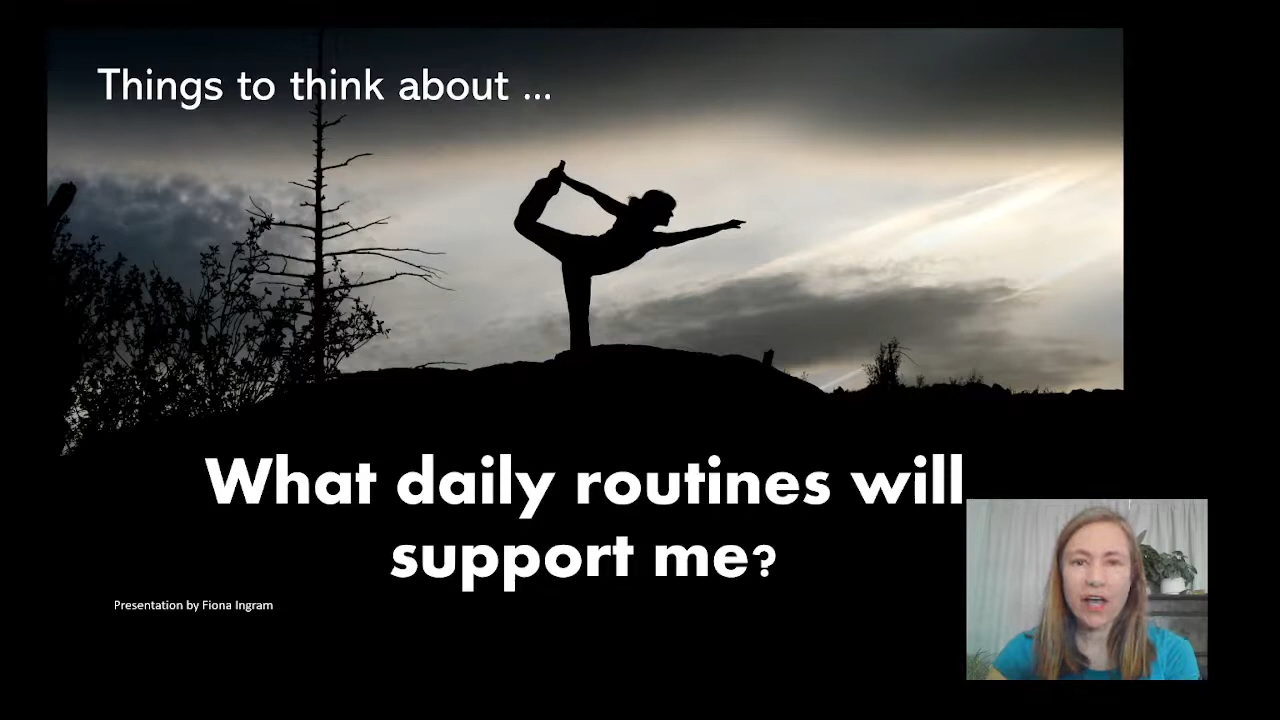 Things to think about ...
What daily routines will
support me?
Presentation by Fiona Ingram